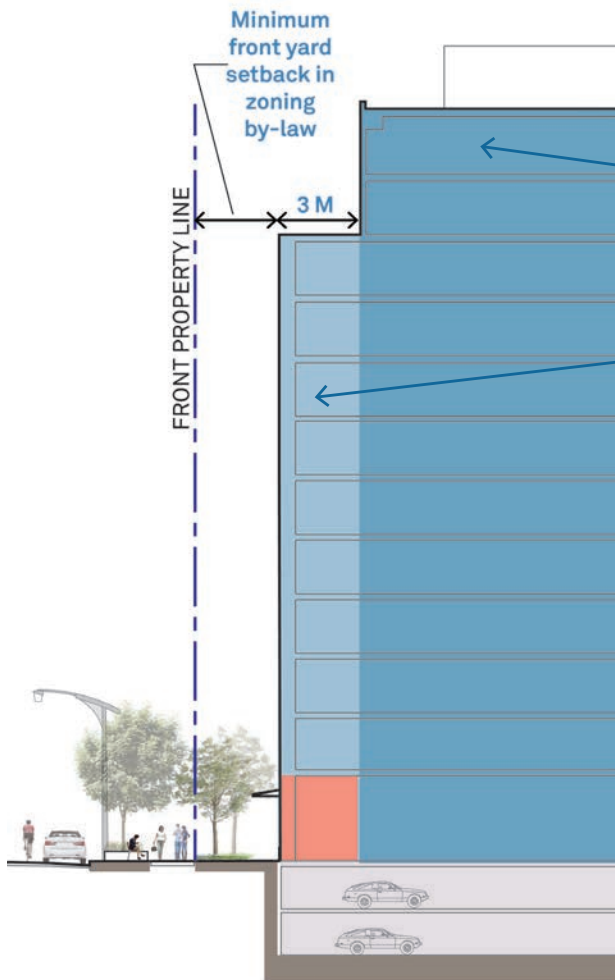 Minimum
front yard
setback in
zoning
by-law
3 M
FRONT PROPERTY LINE